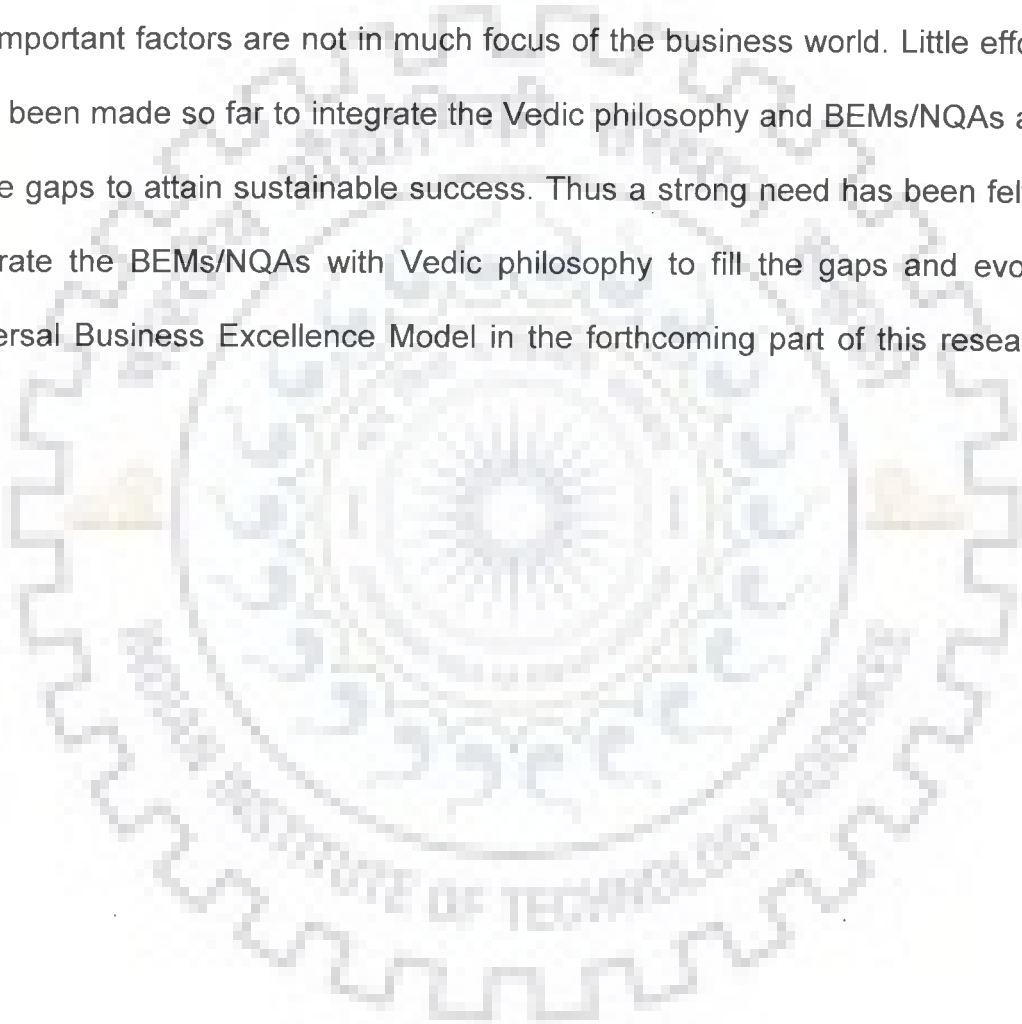 mportant factors are not in much focus of the business world. Little effo
been made so far to integrate the Vedic philosophy and BEMs/NQAs a
e gaps to attain sustainable success. Thus a strong need has been fel
rate the BEMs/NQAs with Vedic philosophy to fill the gaps and evo
ersal Business Excellence Model in the forthcoming part of this resea
INSTITUTE OF TECHNOLOGY ROORKEE